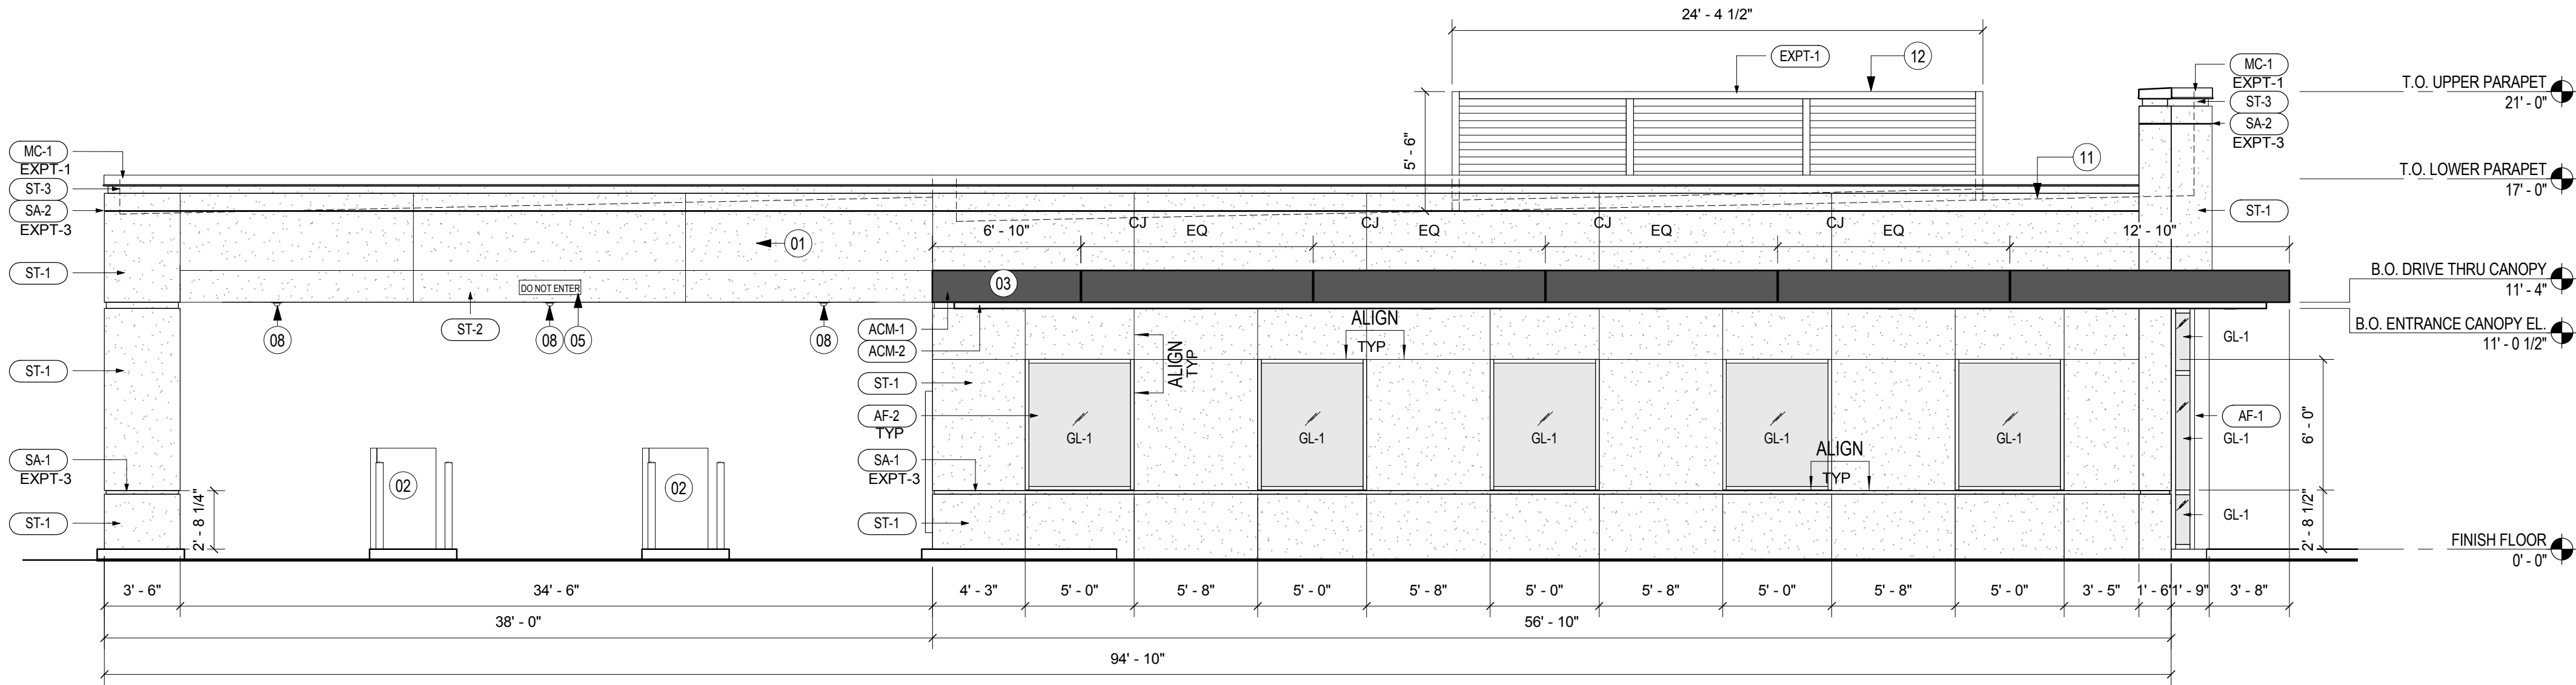 24' - 4 1/2"
EXPT-1
12
MC-1
EXPT-1
ST-3
SA-2
EXPT-3
T.O. UPPER PARAPET
21' - 0"
5' - 6"
11
MC-1
EXPT-1
ST-3
SA-2
EXPT-3
T.O. LOWER PARAPET
17' - 0"
ST-1
01
6' - 10"
CJ
EQ
CJ
EQ
CJ
EQ
CJ
EQ
12' - 10"
ST-1
03
DO NOT ENTER
B.O. DRIVE THRU CANOPY
11' - 4"
08
ST-2
08
05
08
ACM-1
ACM-2
ALIGN
TYP
ALIGN
TYP
GL-1
B.O. ENTRANCE CANOPY EL.
11' - 0 1/2"
ST-1
ST-1
AF-2
TYP
GL-1
GL-1
GL-1
GL-1
GL-1
AF-1
GL-1
6' - 0"
SA-1
EXPT-3
02
02
SA-1
EXPT-3
ALIGN
TYP
ST-1
2' - 8 1/4"
ST-1
GL-1
2' - 8 1/2"
FINISH FLOOR
0' - 0"
3' - 6"
34' - 6"
4' - 3"
5' - 0"
5' - 8"
5' - 0"
5' - 8"
5' - 0"
5' - 8"
5' - 0"
5' - 8"
5' - 0"
3' - 5"
1' - 6"
1' - 9"
3' - 8"
38' - 0"
56' - 10"
94' - 10"